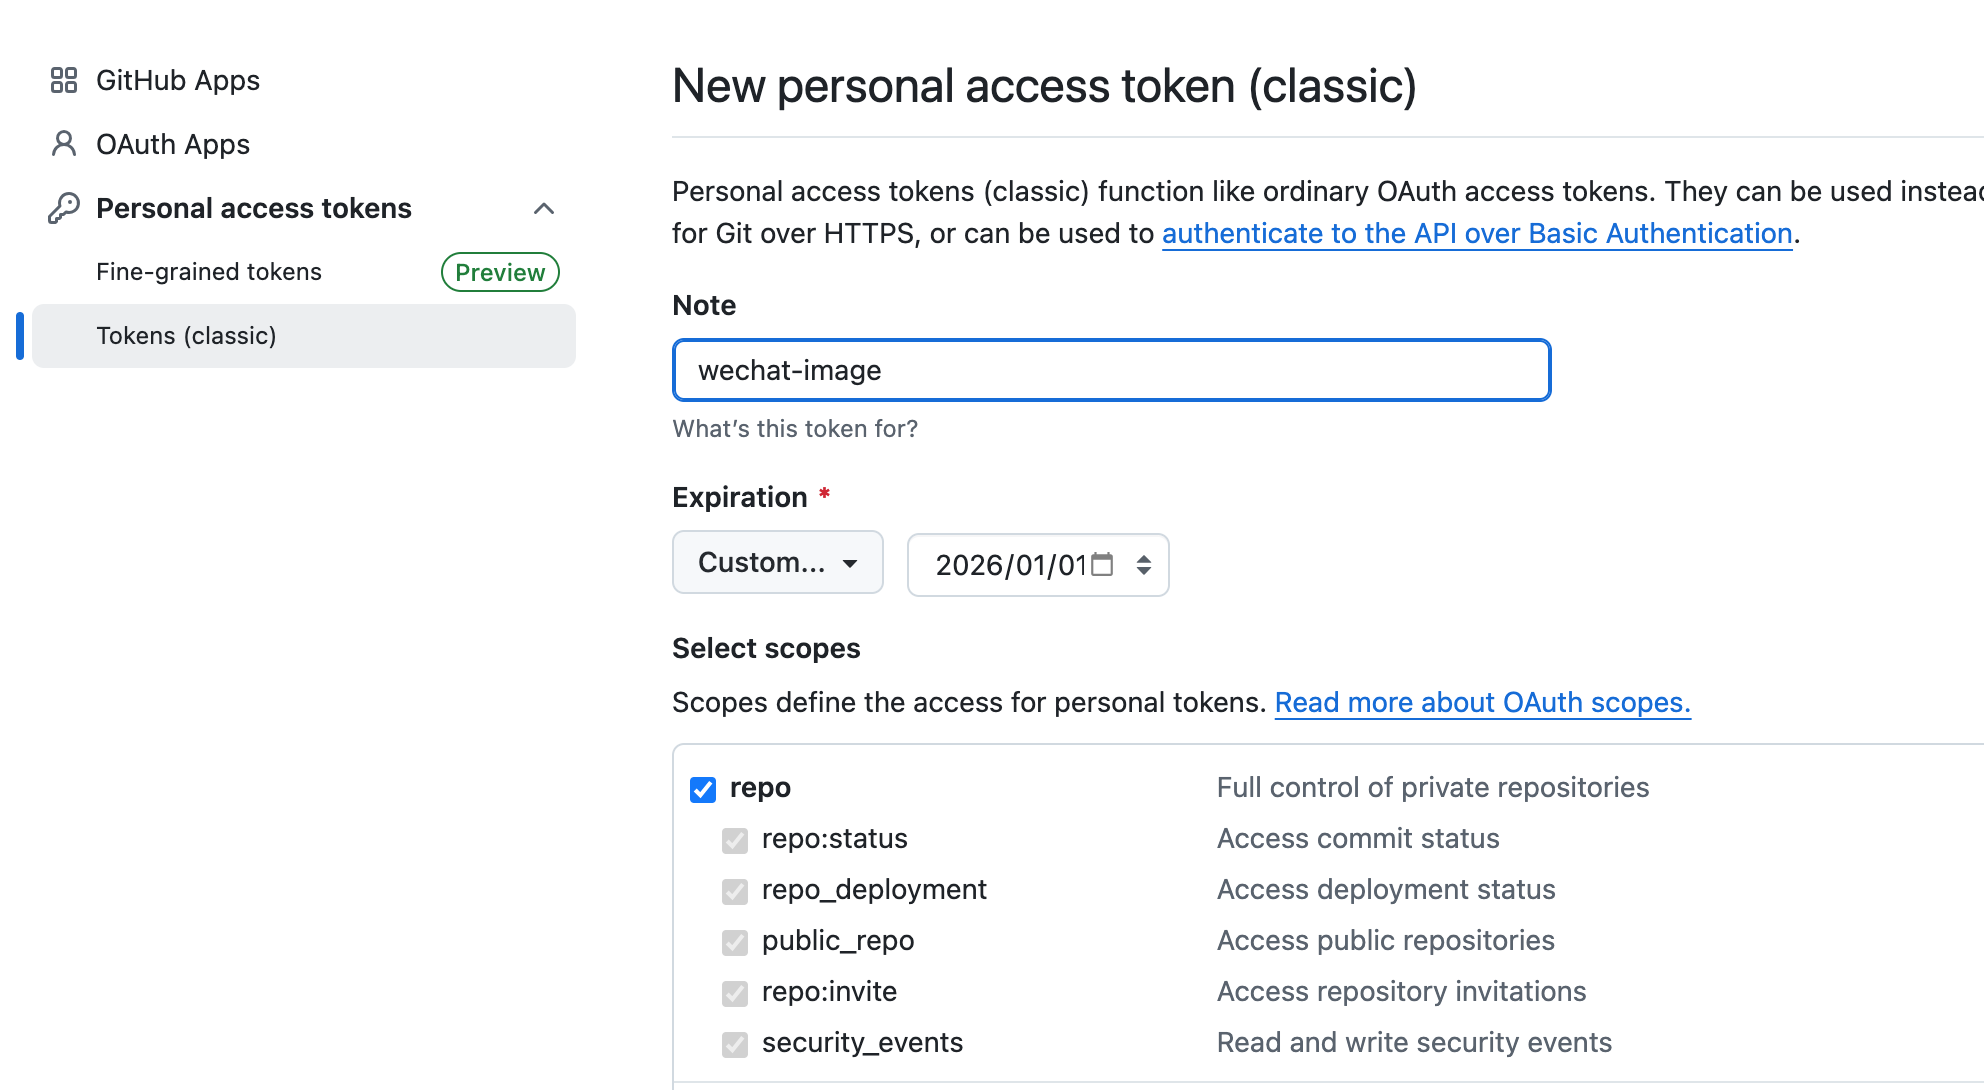 GitHub Apps
OAuth Apps
Personal access tokens
Fine-grained tokens Preview
Tokens (classic)
New personal access token (classic)
Personal access tokens (classic) function like ordinary OAuth access tokens. They can be used instead
for Git over HTTPS, or can be used to authenticate to the API over Basic Authentication.
Note
wechat-image
What's this token for?
Expiration *
Custom... 2026/01/01
Select scopes
Scopes define the access for personal tokens. Read more about OAuth scopes.
repo Full control of private repositories
repo:status Access commit status
repo_deployment Access deployment status
public_repo Access public repositories
repo:invite Access repository invitations
security_events Read and write security events